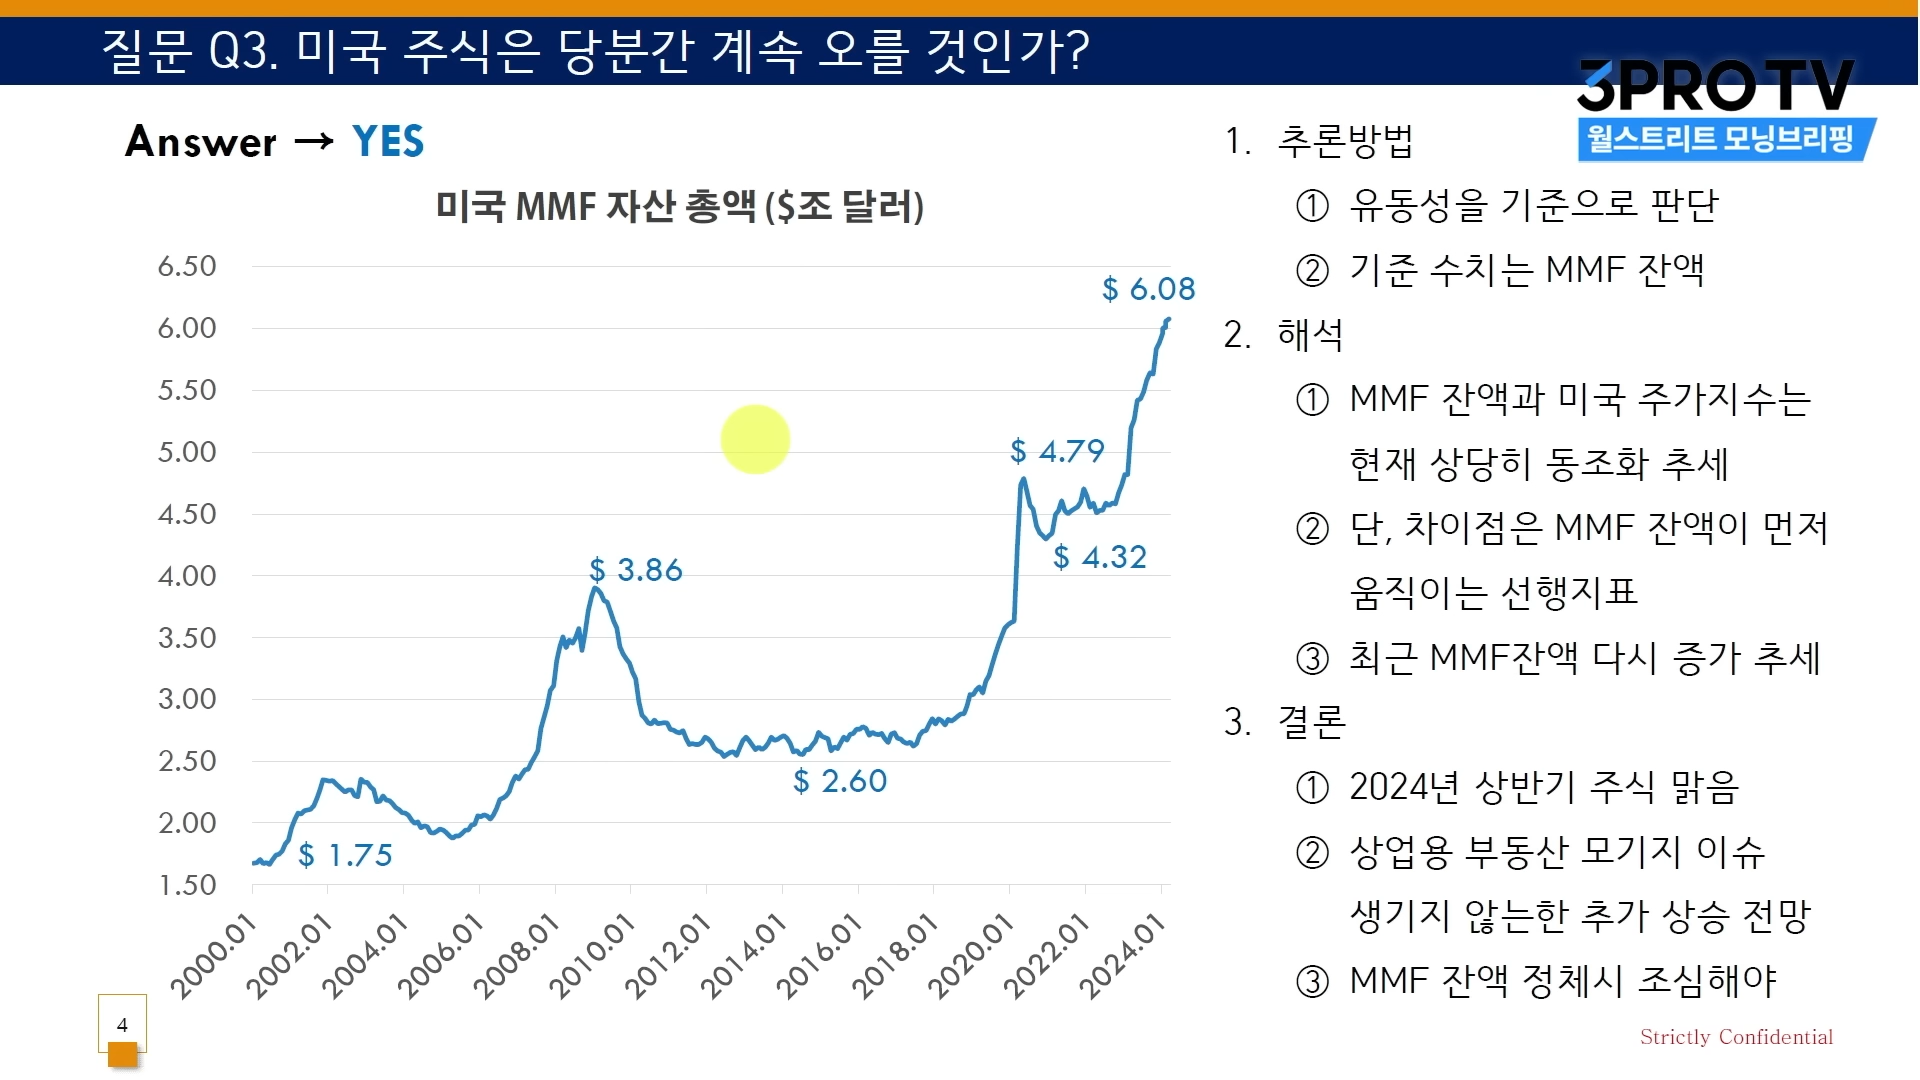 질문 Q3. 미국 주식은 당분간 계속 오를 것인가?
3PRO TV
월스트리트 모닝브리핑
Answer → YES
미국 MMF 자산 총액 ($조 달러)
6.50
6.00
5.50
5.00
4.50
4.00
3.50
3.00
2.50
2.00
1.50
$ 1.75
$ 3.86
$ 2.60
$ 4.79
$ 4.32
$ 6.08
2000.01
2002.01
2004.01
2006.01
2008.01
2010.01
2012.01
2014.01
2016.01
2018.01
2020.01
2022.01
2024.01
1. 추론방법
① 유동성을 기준으로 판단
② 기준 수치는 MMF 잔액
2. 해석
① MMF 잔액과 미국 주가지수는
현재 상당히 동조화 추세
② 단, 차이점은 MMF 잔액이 먼저
움직이는 선행지표
③ 최근 MMF잔액 다시 증가 추세
3. 결론
① 2024년 상반기 주식 맑음
② 상업용 부동산 모기지 이슈
생기지 않는한 추가 상승 전망
③ MMF 잔액 정체시 조심해야
4
Strictly Confidential